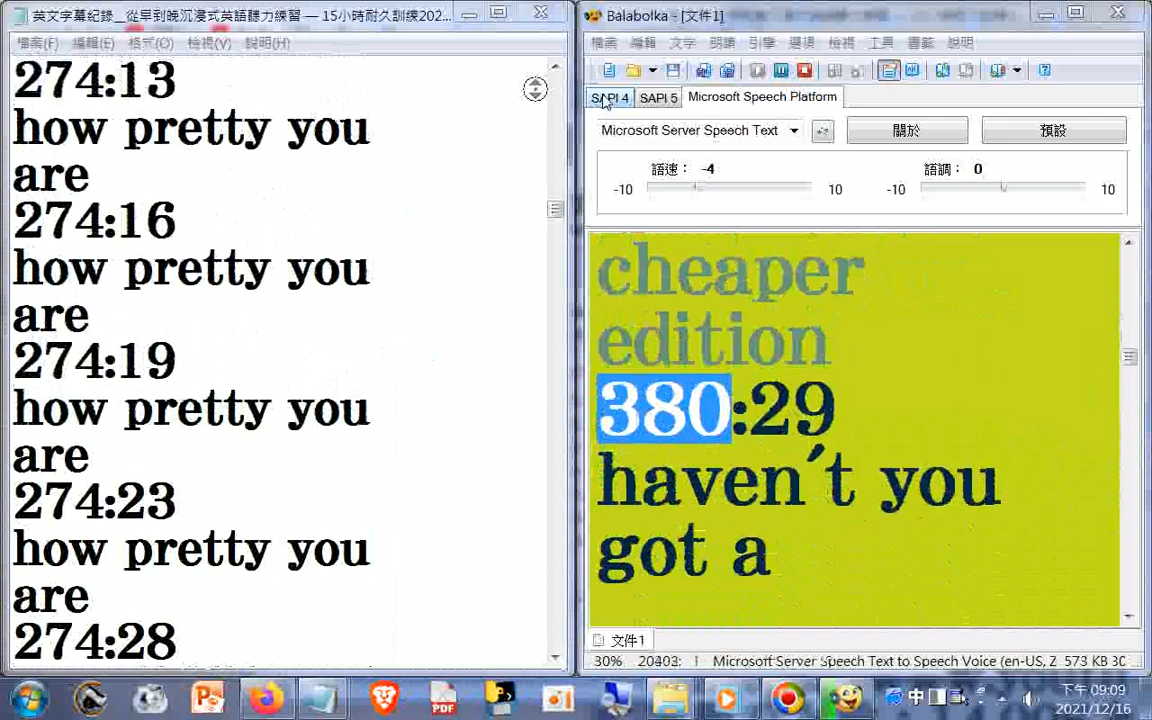 英文字幕紀錄__從早到晚沉浸式英語聽力練習 — 15小時耐久訓練202...
檔案(F) 編輯(E) 格式(O) 檢視(V) 說明(H)
274:13
how pretty you
are
274:16
how pretty you
are
274:19
how pretty you
are
274:23
how pretty you
are
274:28
Balabolka - [文件1]
檔案 編輯 文字 朗讀 引擎 選項 檢視 工具 書籤 說明
SAPI 4 SAPI 5 Microsoft Speech Platform
Microsoft Server Speech Text 關於 預設
語速： -4 語調： 0
-10 10 -10 10
cheaper
edition
380:29
haven't you
got a
文件1
30% 20403: Microsoft Server Speech Text to Speech Voice (en-US, Z 573 KB 30
中 下午 09:09
2021/12/16